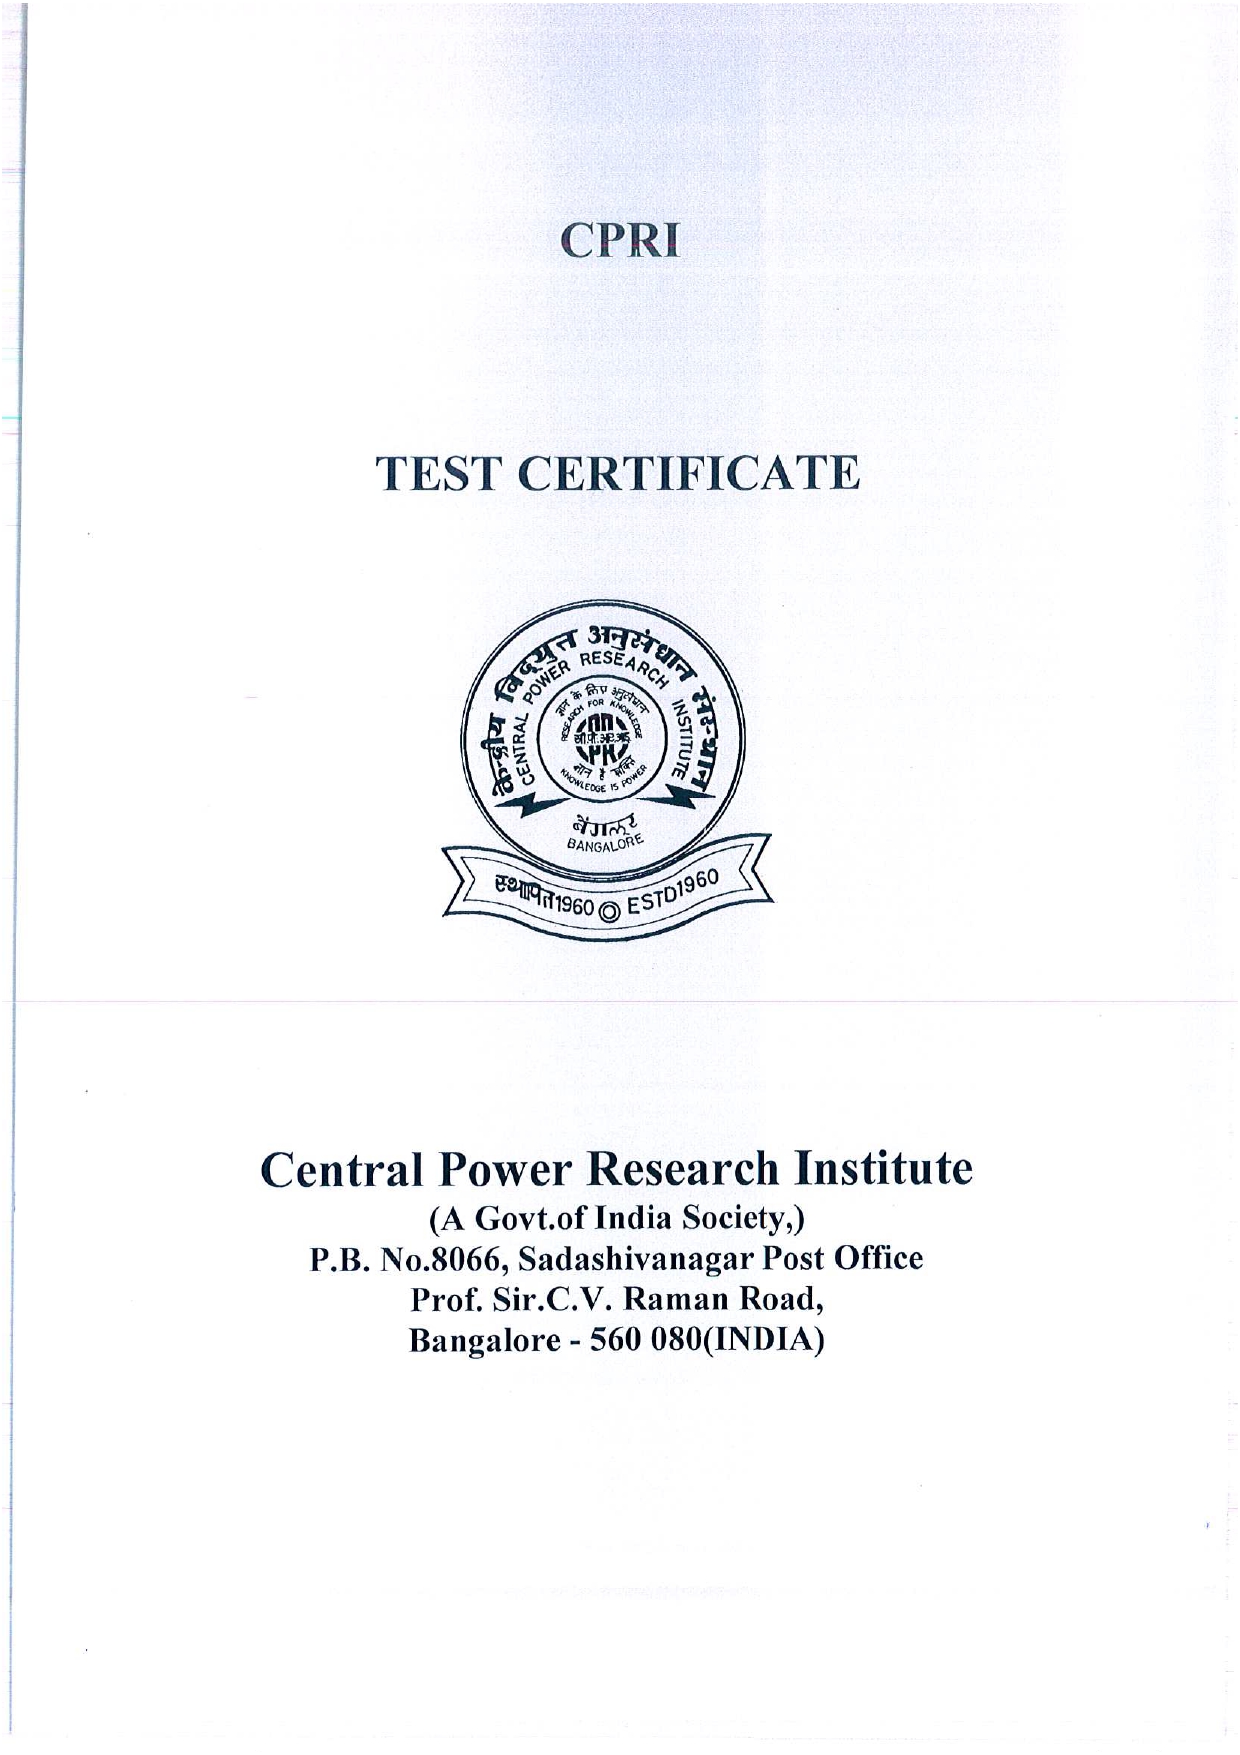 CPRI
TEST CERTIFICATE
केन्द्रीय विद्युत अनुसंधान संस्थान
CENTRAL POWER RESEARCH INSTITUTE
ज्ञान के लिए अनुसंधान
RESEARCH FOR KNOWLEDGE
सी.पी.आर.आइ
ज्ञान है शक्ति
KNOWLEDGE IS POWER
बैंगलूर
BANGALORE
स्थापित1960 ESTD1960
Central Power Research Institute
(A Govt.of India Society,)
P.B. No.8066, Sadashivanagar Post Office
Prof. Sir.C.V. Raman Road,
Bangalore - 560 080(INDIA)